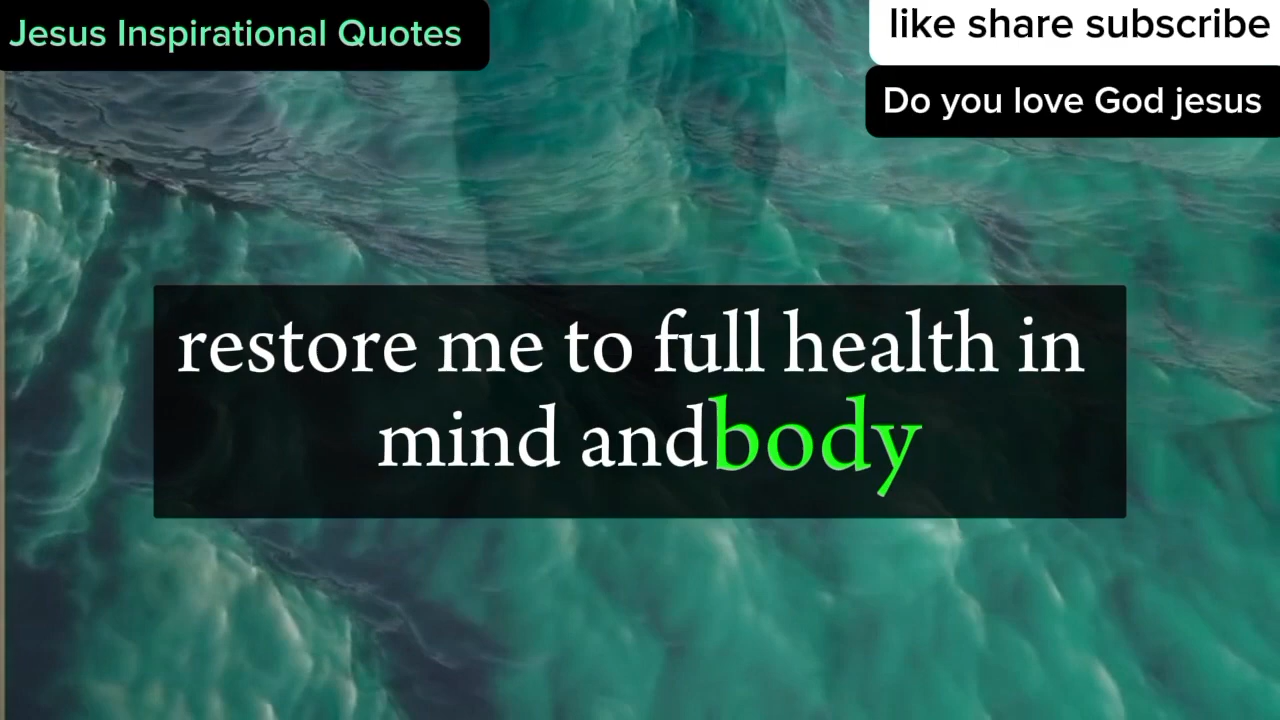 Jesus Inspirational Quotes
like share subscribe
Do you love God jesus
restore me to full health in
mind andbody